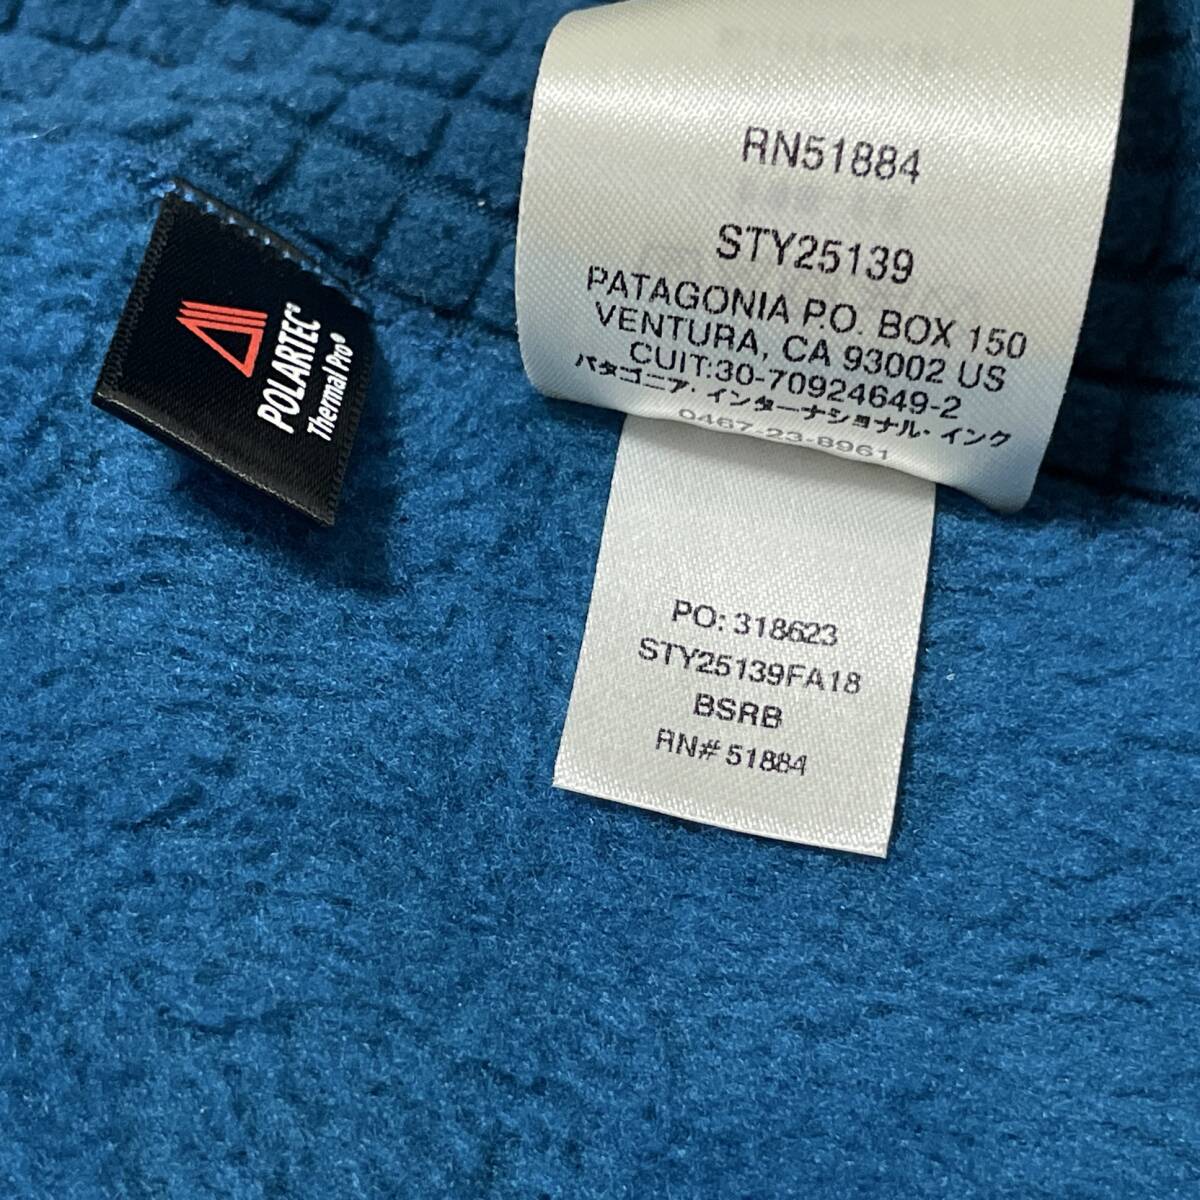 RN51884
STY25139
PATAGONIA P.O. BOX 150
VENTURA, CA 93002 US
CUIT:30-70924649-2
パタゴニア・インターナショナル・インク
0467-23-8961
POLARTEC®
Thermal Pro®
PO: 318623
STY25139FA18
BSRB
RN# 51884